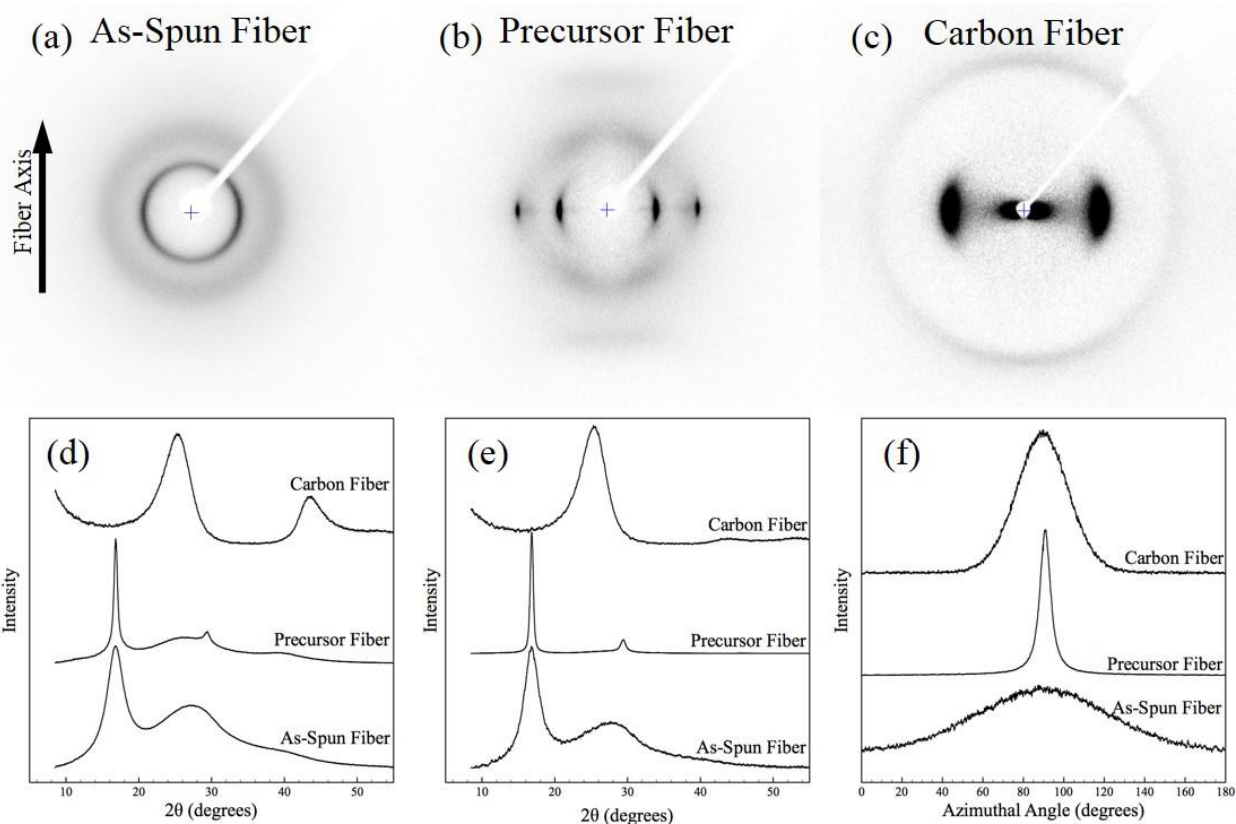 (a) As-Spun Fiber
(b) Precursor Fiber
(c) Carbon Fiber
Fiber Axis
(d)
Carbon Fiber
Precursor Fiber
As-Spun Fiber
Intensity
10 20 30 40 50
2θ (degrees)
(e)
Carbon Fiber
Precursor Fiber
As-Spun Fiber
Intensity
10 20 30 40 50
2θ (degrees)
(f)
Carbon Fiber
Precursor Fiber
As-Spun Fiber
Intensity
0 20 40 60 80 100 120 140 160 180
Azimuthal Angle (degrees)